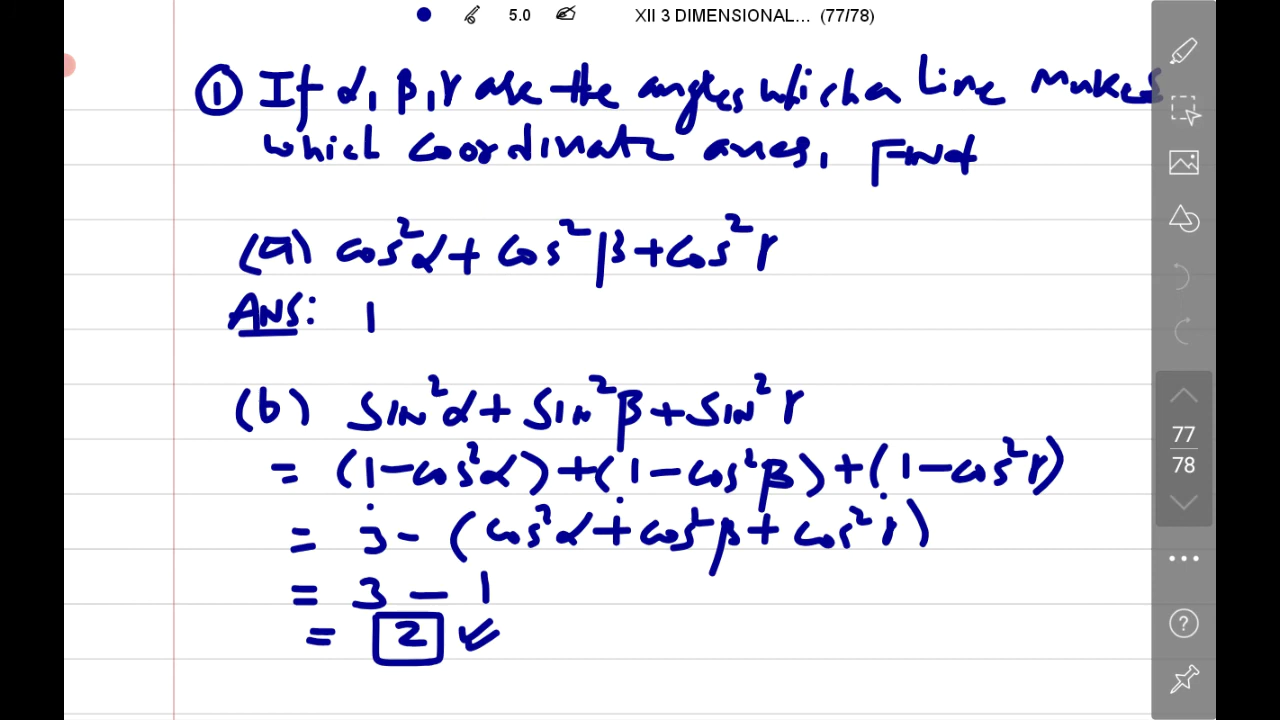 5.0 XII 3 DIMENSIONAL... (77/78)
① If α, β, γ are the angles which a line makes
which coordinate axes, Find
(a) cos²α + cos²β + cos²γ
ANS: 1
(b) sin²α + sin²β + sin²γ
= (1-cos²α) + (1-cos²β) + (1-cos²γ)
= 3 - (cos²α + cos²β + cos²γ)
= 3 - 1
= 2
77
78
?